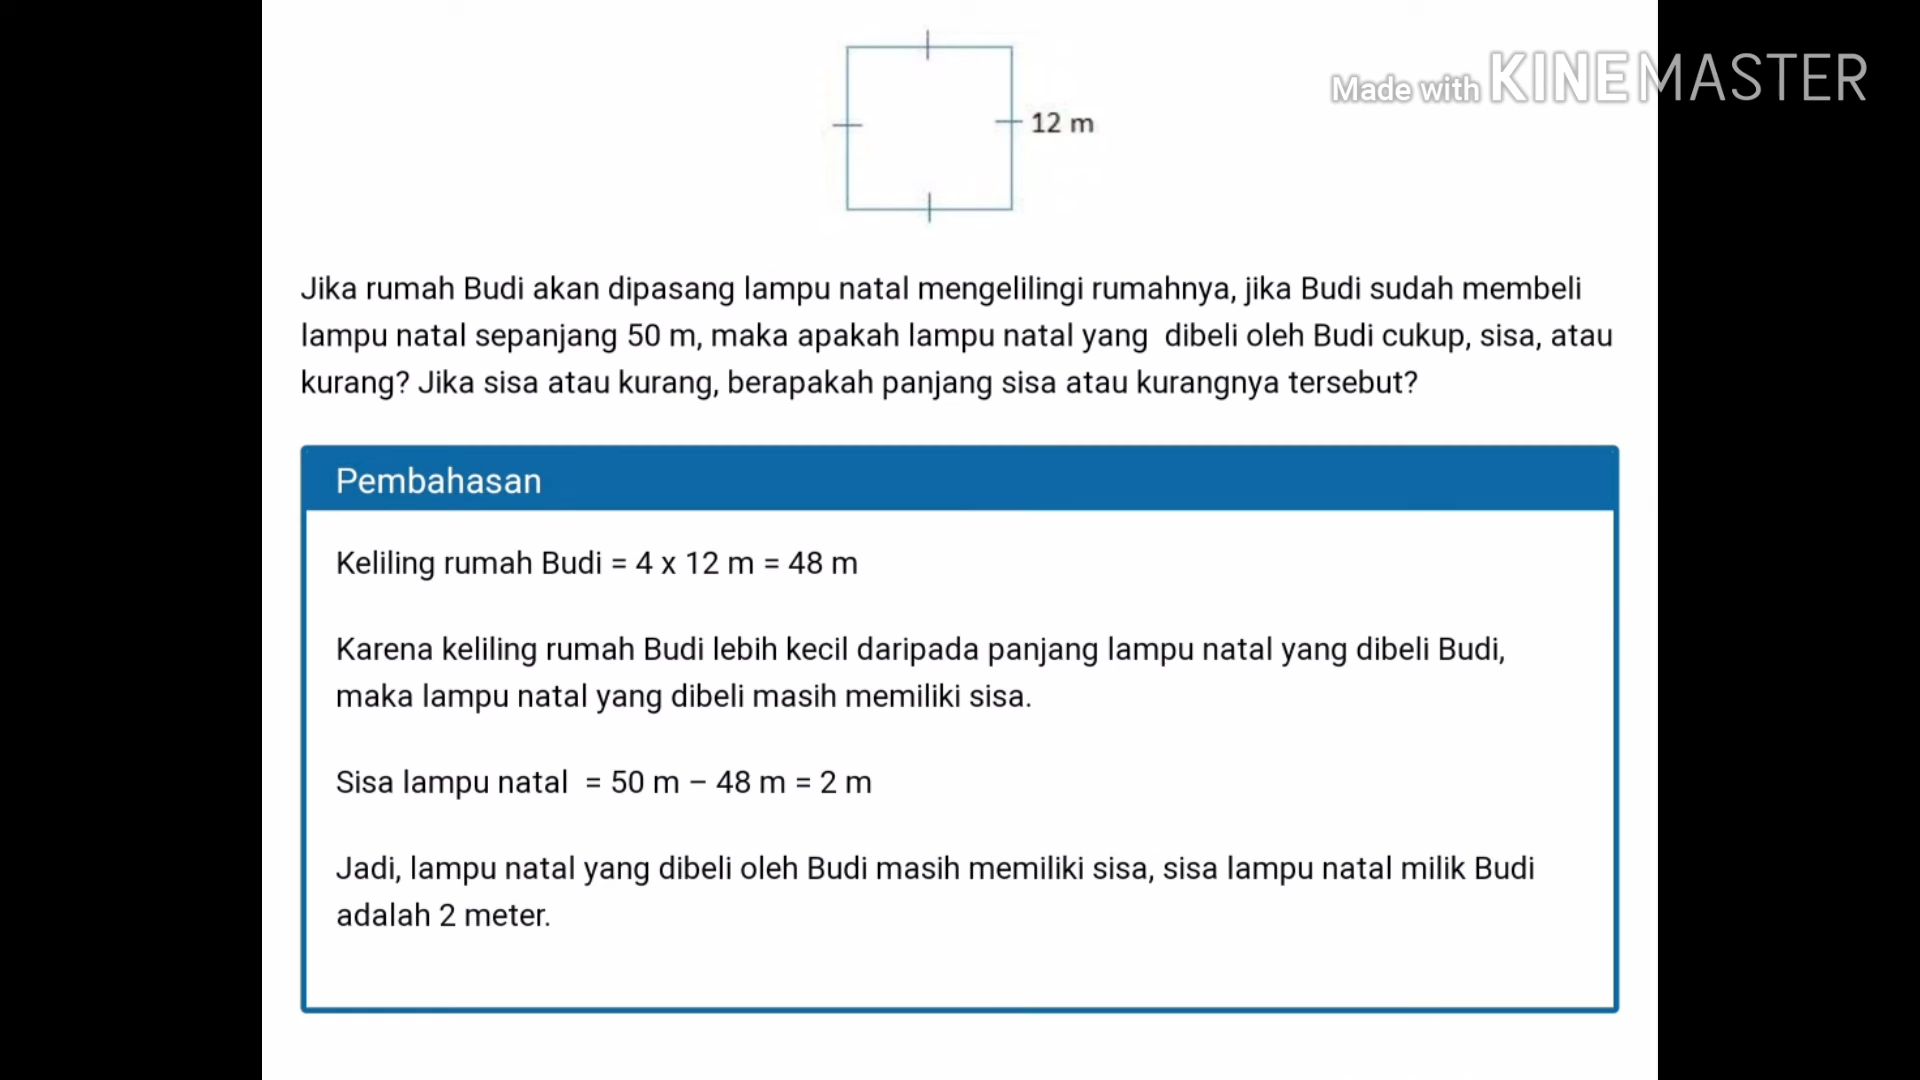 Made with KINEMASTER
12 m
Jika rumah Budi akan dipasang lampu natal mengelilingi rumahnya, jika Budi sudah membeli
lampu natal sepanjang 50 m, maka apakah lampu natal yang dibeli oleh Budi cukup, sisa, atau
kurang? Jika sisa atau kurang, berapakah panjang sisa atau kurangnya tersebut?
Pembahasan
Keliling rumah Budi = 4 x 12 m = 48 m
Karena keliling rumah Budi lebih kecil daripada panjang lampu natal yang dibeli Budi,
maka lampu natal yang dibeli masih memiliki sisa.
Sisa lampu natal = 50 m – 48 m = 2 m
Jadi, lampu natal yang dibeli oleh Budi masih memiliki sisa, sisa lampu natal milik Budi
adalah 2 meter.